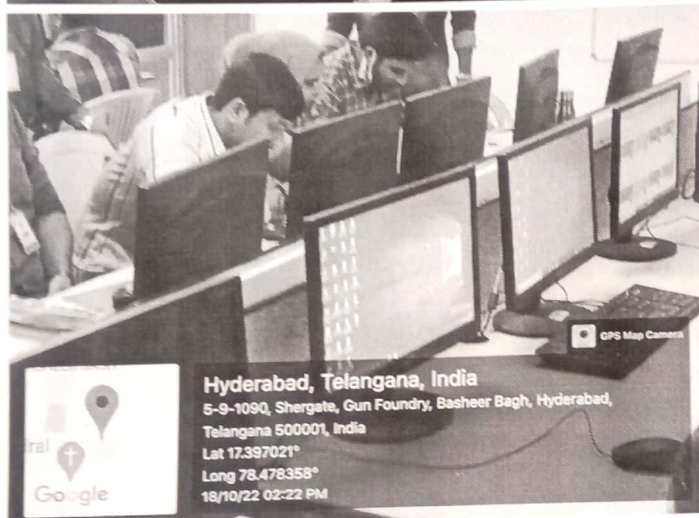 GPS Map Camera
Hyderabad, Telangana, India
5-9-1090, Shergate, Gun Foundry, Basheer Bagh, Hyderabad,
Telangana 500001, India
Lat 17.397021°
Long 78.478358°
18/10/22 02:22 PM
ral
Google